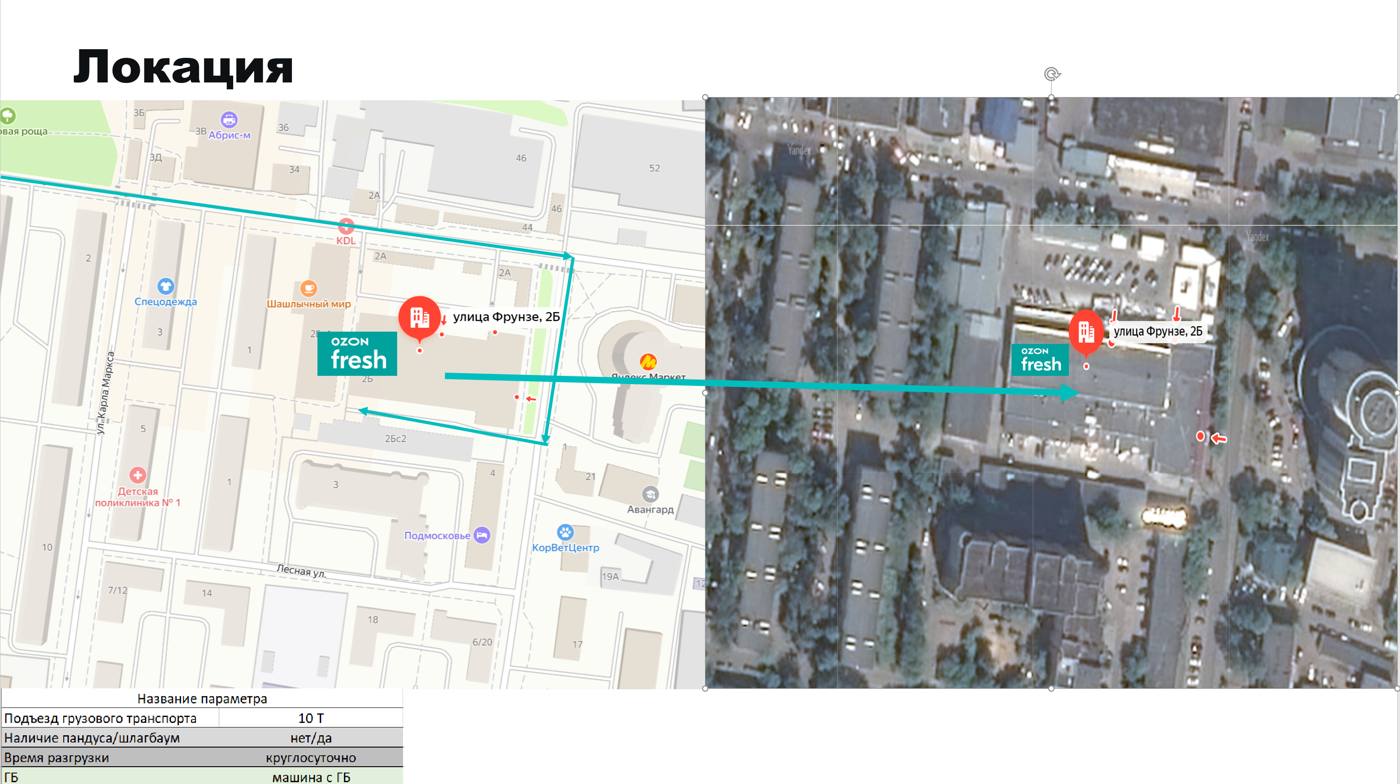 Локация
овая роща
3Б
3В
Абрис-м
36
46
52
3Д
34
2А
46
44
KDL
2А
2А
2
Спецодежда
Шашлычный мир
улица Фрунзе, 2Б
3
1
OZON
fresh
2Б
Яндекс Маркет
ул. Карла Маркса
5
2Бс2
1
Детская
поликлиника № 1
1
3
4
21
Авангард
Подмосковье
КорВетЦентр
10
Лесная ул.
19А
12
7/12
14
18
6/20
17
Yandex
Yandex
улица Фрунзе, 2Б
OZON
fresh
Название параметра
Подъезд грузового транспорта 10 Т
Наличие пандуса/шлагбаум нет/да
Время разгрузки круглосуточно
ГБ машина с ГБ